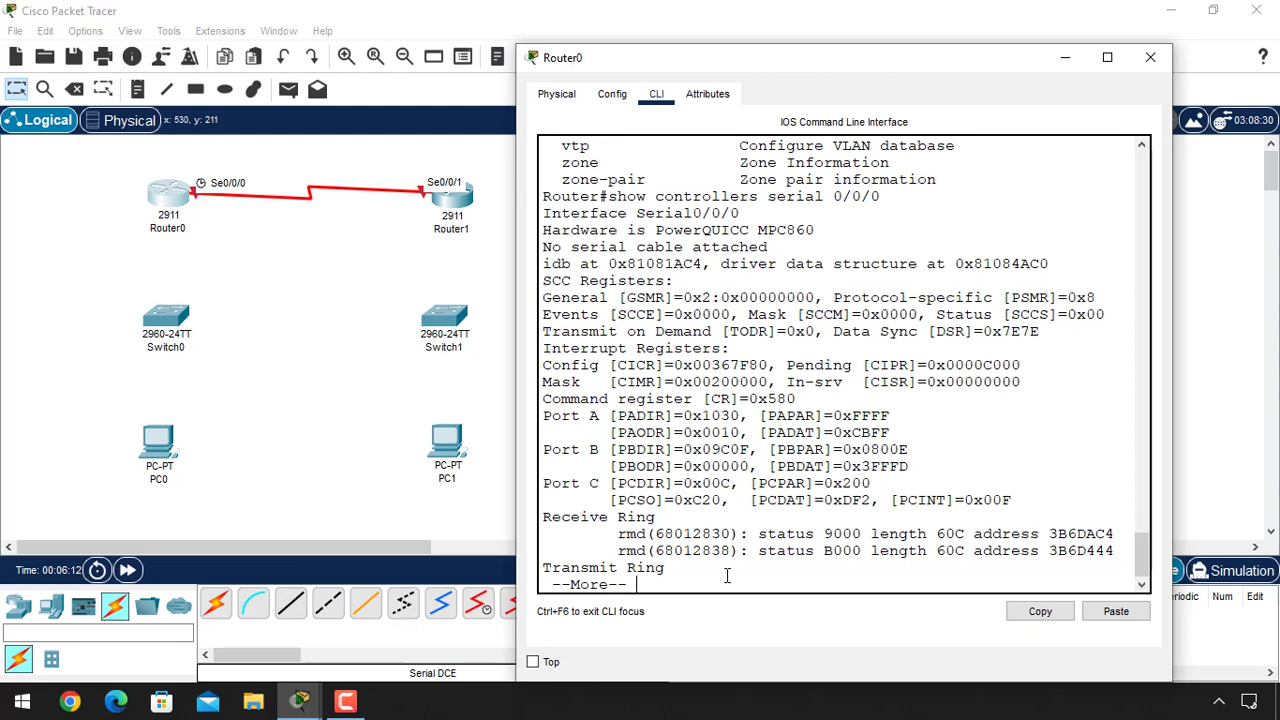 Cisco Packet Tracer
File Edit Options View Tools Extensions Window Help
Logical Physical x: 530, y: 211
03:08:30
Se0/0/0
Se0/0/1
2911
Router0
2911
Router1
2960-24TT
Switch0
2960-24TT
Switch1
PC-PT
PC0
PC-PT
PC1
Time: 00:06:12
Serial DCE
Simulation
eriodic Num Edit
Router0
Physical Config CLI Attributes
IOS Command Line Interface
vtp Configure VLAN database
zone Zone Information
zone-pair Zone pair information
Router#show controllers serial 0/0/0
Interface Serial0/0/0
Hardware is PowerQUICC MPC860
No serial cable attached
idb at 0x81081AC4, driver data structure at 0x81084AC0
SCC Registers:
General [GSMR]=0x2:0x00000000, Protocol-specific [PSMR]=0x8
Events [SCCE]=0x0000, Mask [SCCM]=0x0000, Status [SCCS]=0x00
Transmit on Demand [TODR]=0x0, Data Sync [DSR]=0x7E7E
Interrupt Registers:
Config [CICR]=0x00367F80, Pending [CIPR]=0x0000C000
Mask [CIMR]=0x00200000, In-srv [CISR]=0x00000000
Command register [CR]=0x580
Port A [PADIR]=0x1030, [PAPAR]=0xFFFF
[PAODR]=0x0010, [PADAT]=0xCBFF
Port B [PBDIR]=0x09C0F, [PBPAR]=0x0800E
[PBODR]=0x00000, [PBDAT]=0x3FFFD
Port C [PCDIR]=0x00C, [PCPAR]=0x200
[PCSO]=0xC20, [PCDAT]=0xDF2, [PCINT]=0x00F
Receive Ring
rmd(68012830): status 9000 length 60C address 3B6DAC4
rmd(68012838): status B000 length 60C address 3B6D444
Transmit Ring
--More--
Ctrl+F6 to exit CLI focus
Copy
Paste
Top